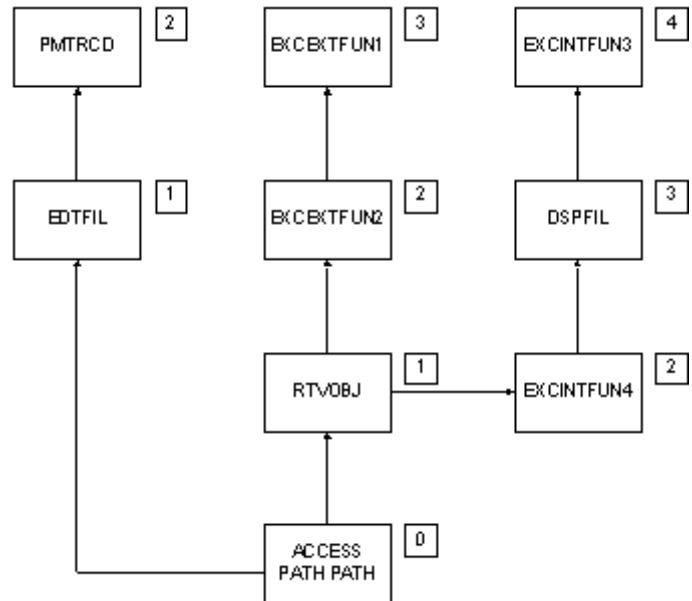 PMTRCD
2
EXCEXTFUN1
3
EXCINTFUN3
4
EDTFIL
1
EXCEXTFUN2
2
DSPFIL
3
RTVOBJ
1
EXCINTFUN4
2
ACCESS
PATH PATH
0